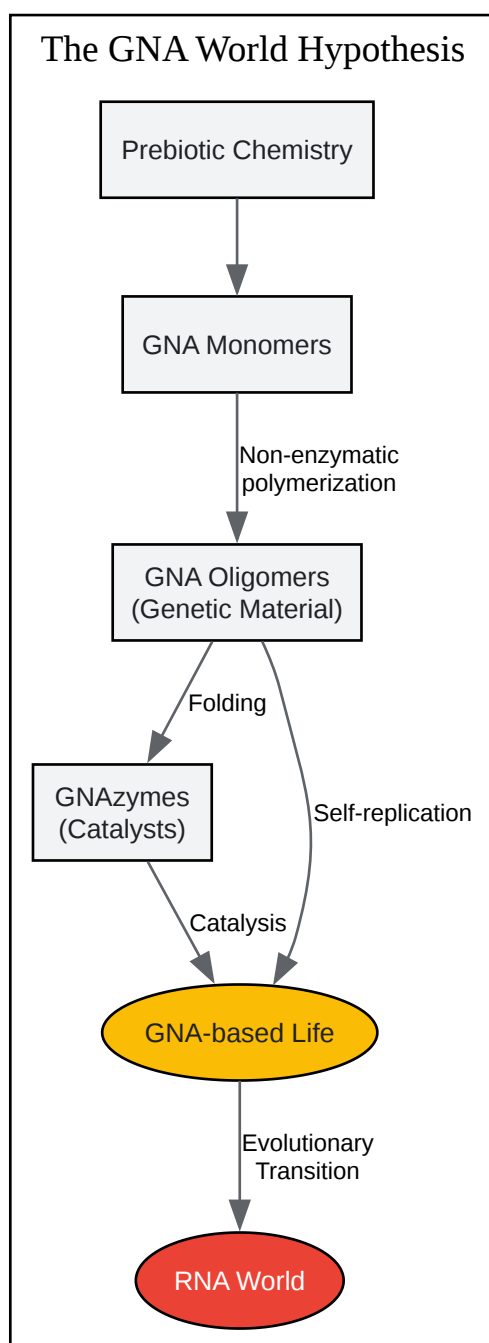 The GNA World Hypothesis
Prebiotic Chemistry
GNA Monomers
Non-enzymatic
polymerization
GNA Oligomers
(Genetic Material)
Folding
GNAzymes
(Catalysts)
Self-replication
Catalysis
GNA-based Life
Evolutionary
Transition
RNA World